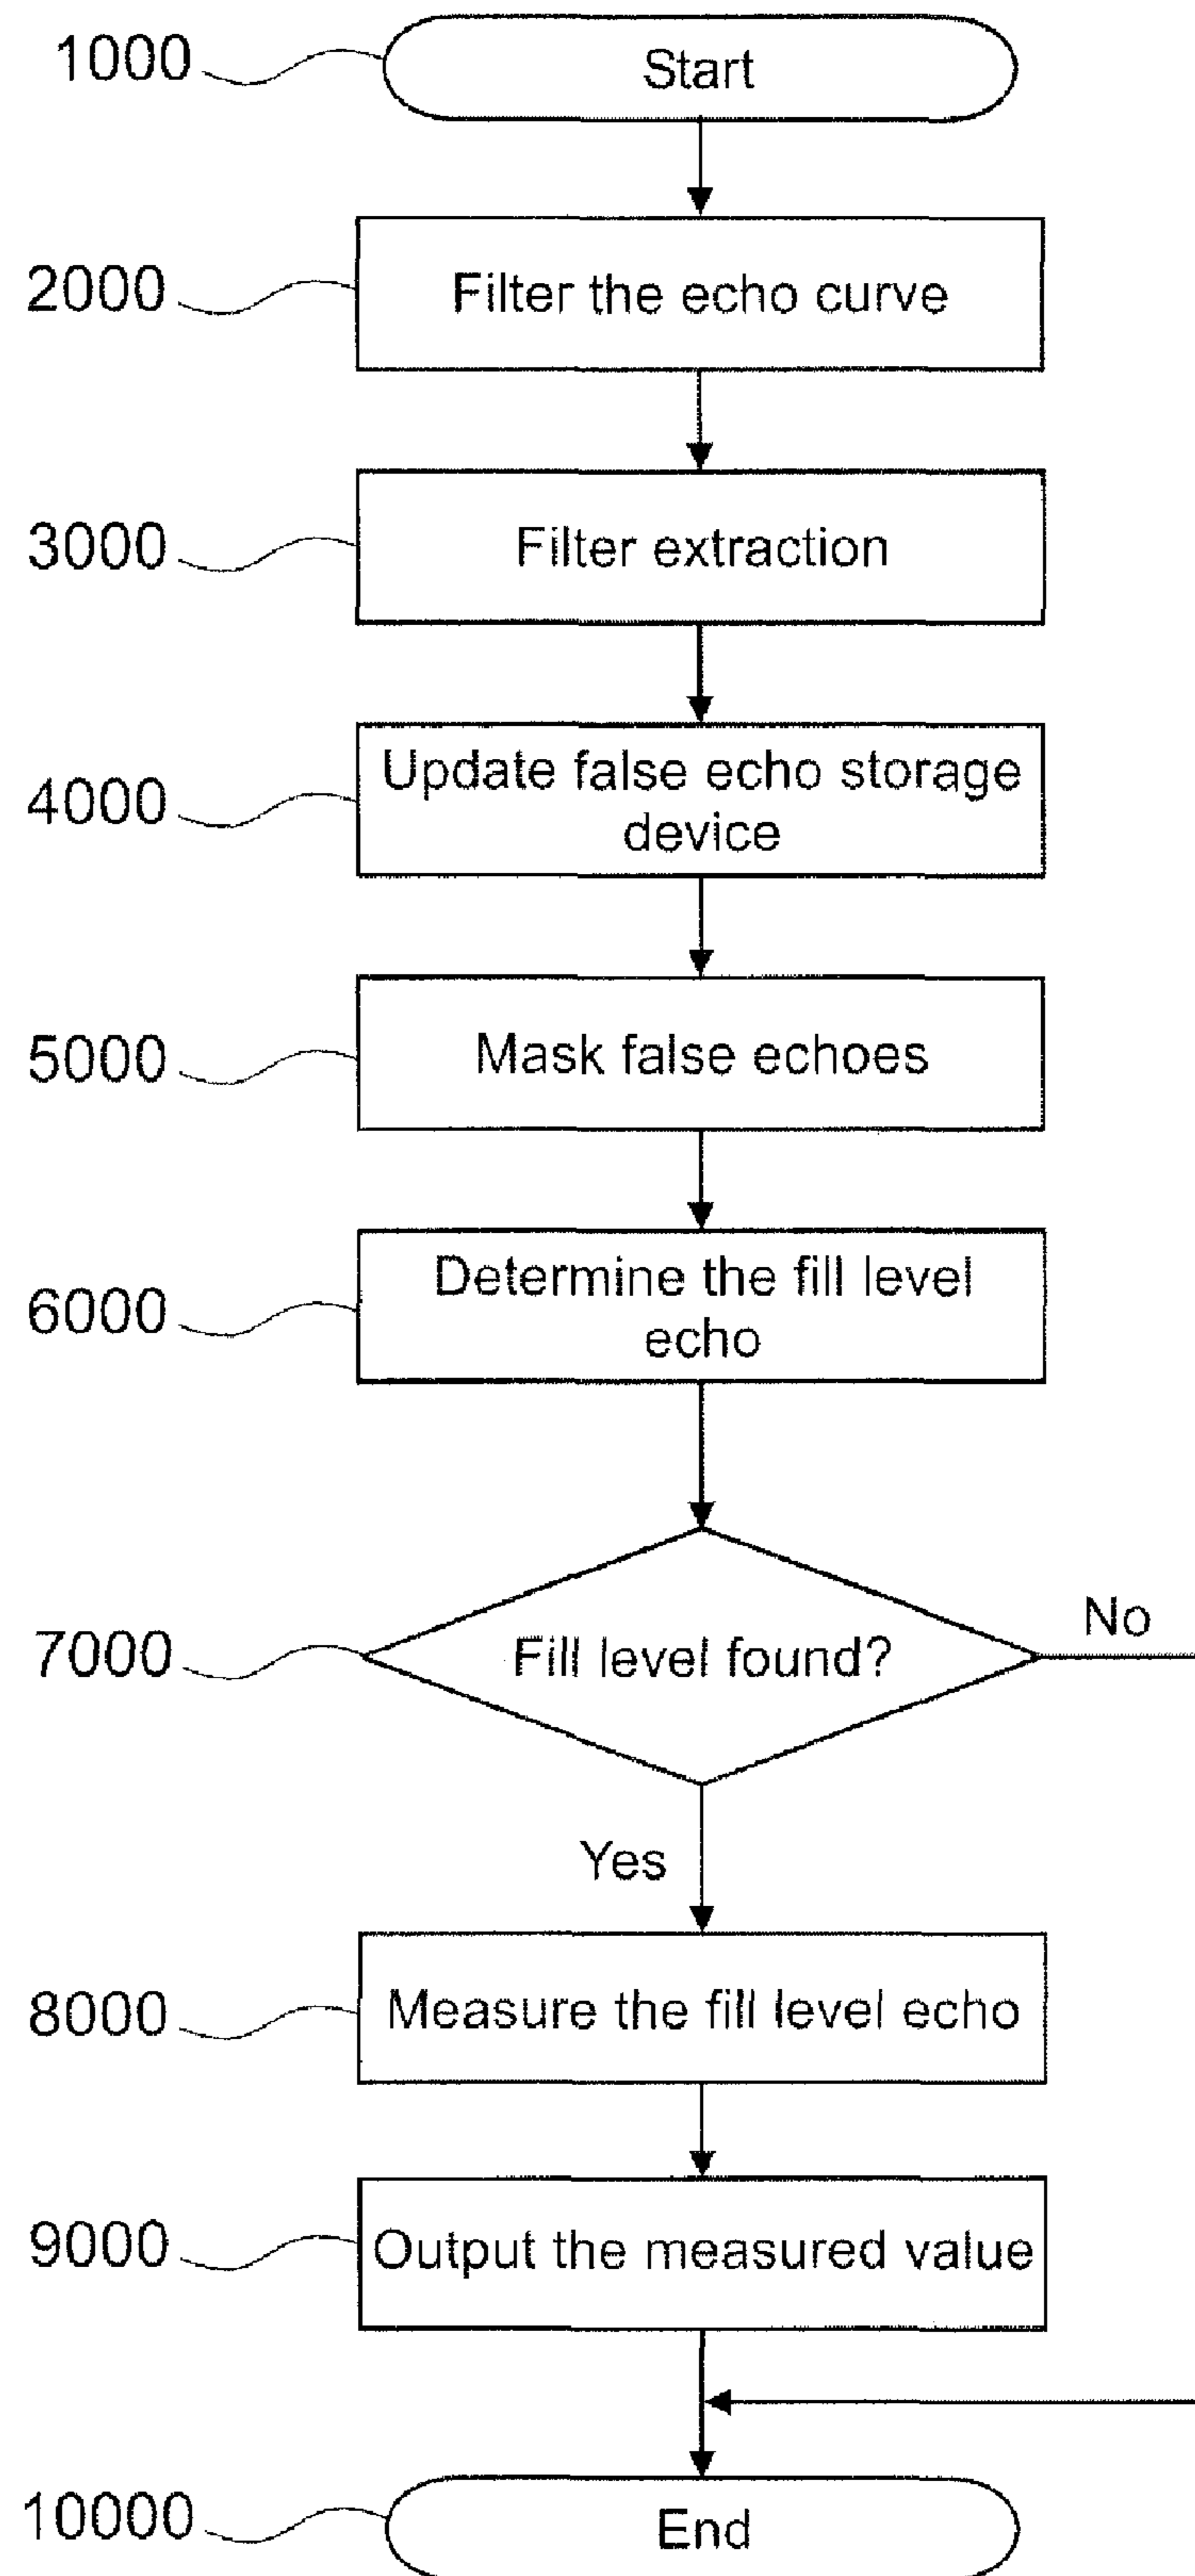 1000
Start
2000
Filter the echo curve
3000
Filter extraction
4000
Update false echo storage
device
5000
Mask false echoes
6000
Determine the fill level
echo
7000
Fill level found?
No
Yes
8000
Measure the fill level echo
9000
Output the measured value
10000
End